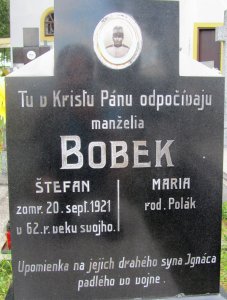 Tu v Kristu Pánu odpočívaju
manželia
BOBEK
ŠTEFAN
zomr. 20. sept. 1921
v 62. r. veku svojho.
MARIA
rod. Polák.
Upomienka na jejich drahého syna Ignáca
padlého vo vojne.